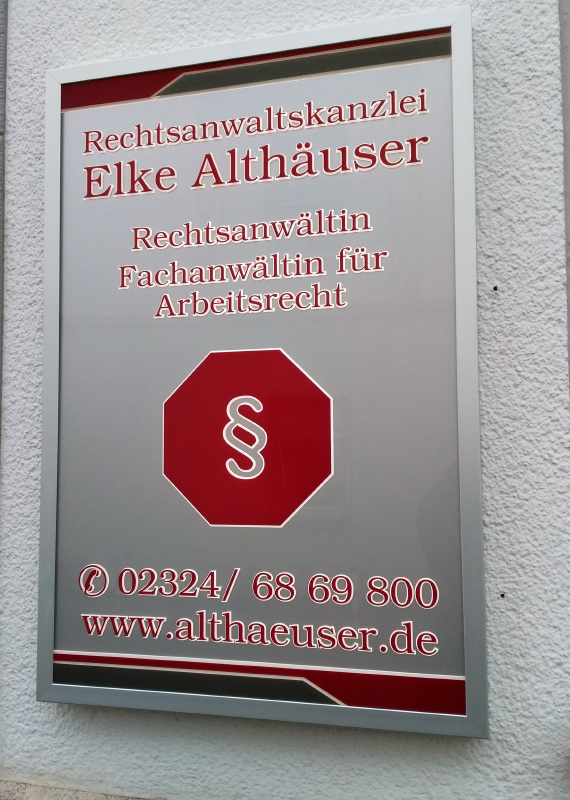 Rechtsanwaltskanzlei
Elke Althäuser
Rechtsanwältin
Fachanwältin für
Arbeitsrecht
§
✆ 02324/ 68 69 800
www.althaeuser.de